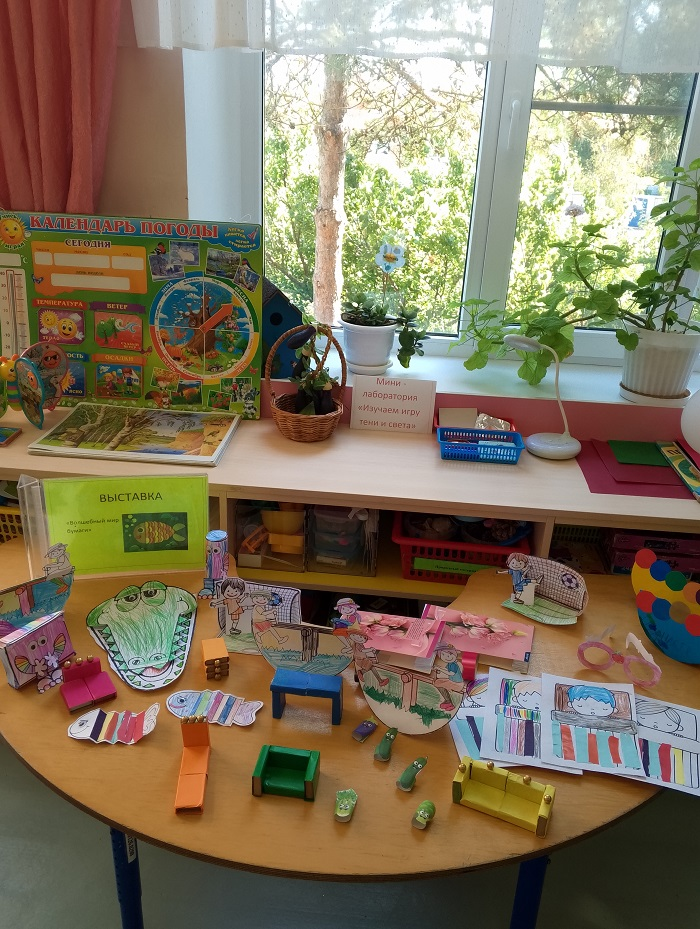 КАЛЕНДАРЬ ПОГОДЫ
СЕГОДНЯ
ТЕМПЕРАТУРА
ВЕТЕР
ОСАДКИ
Мини -
лаборатория
«Изучаем игру
тени и света»
ВЫСТАВКА
«Волшебный мир
бумаги»